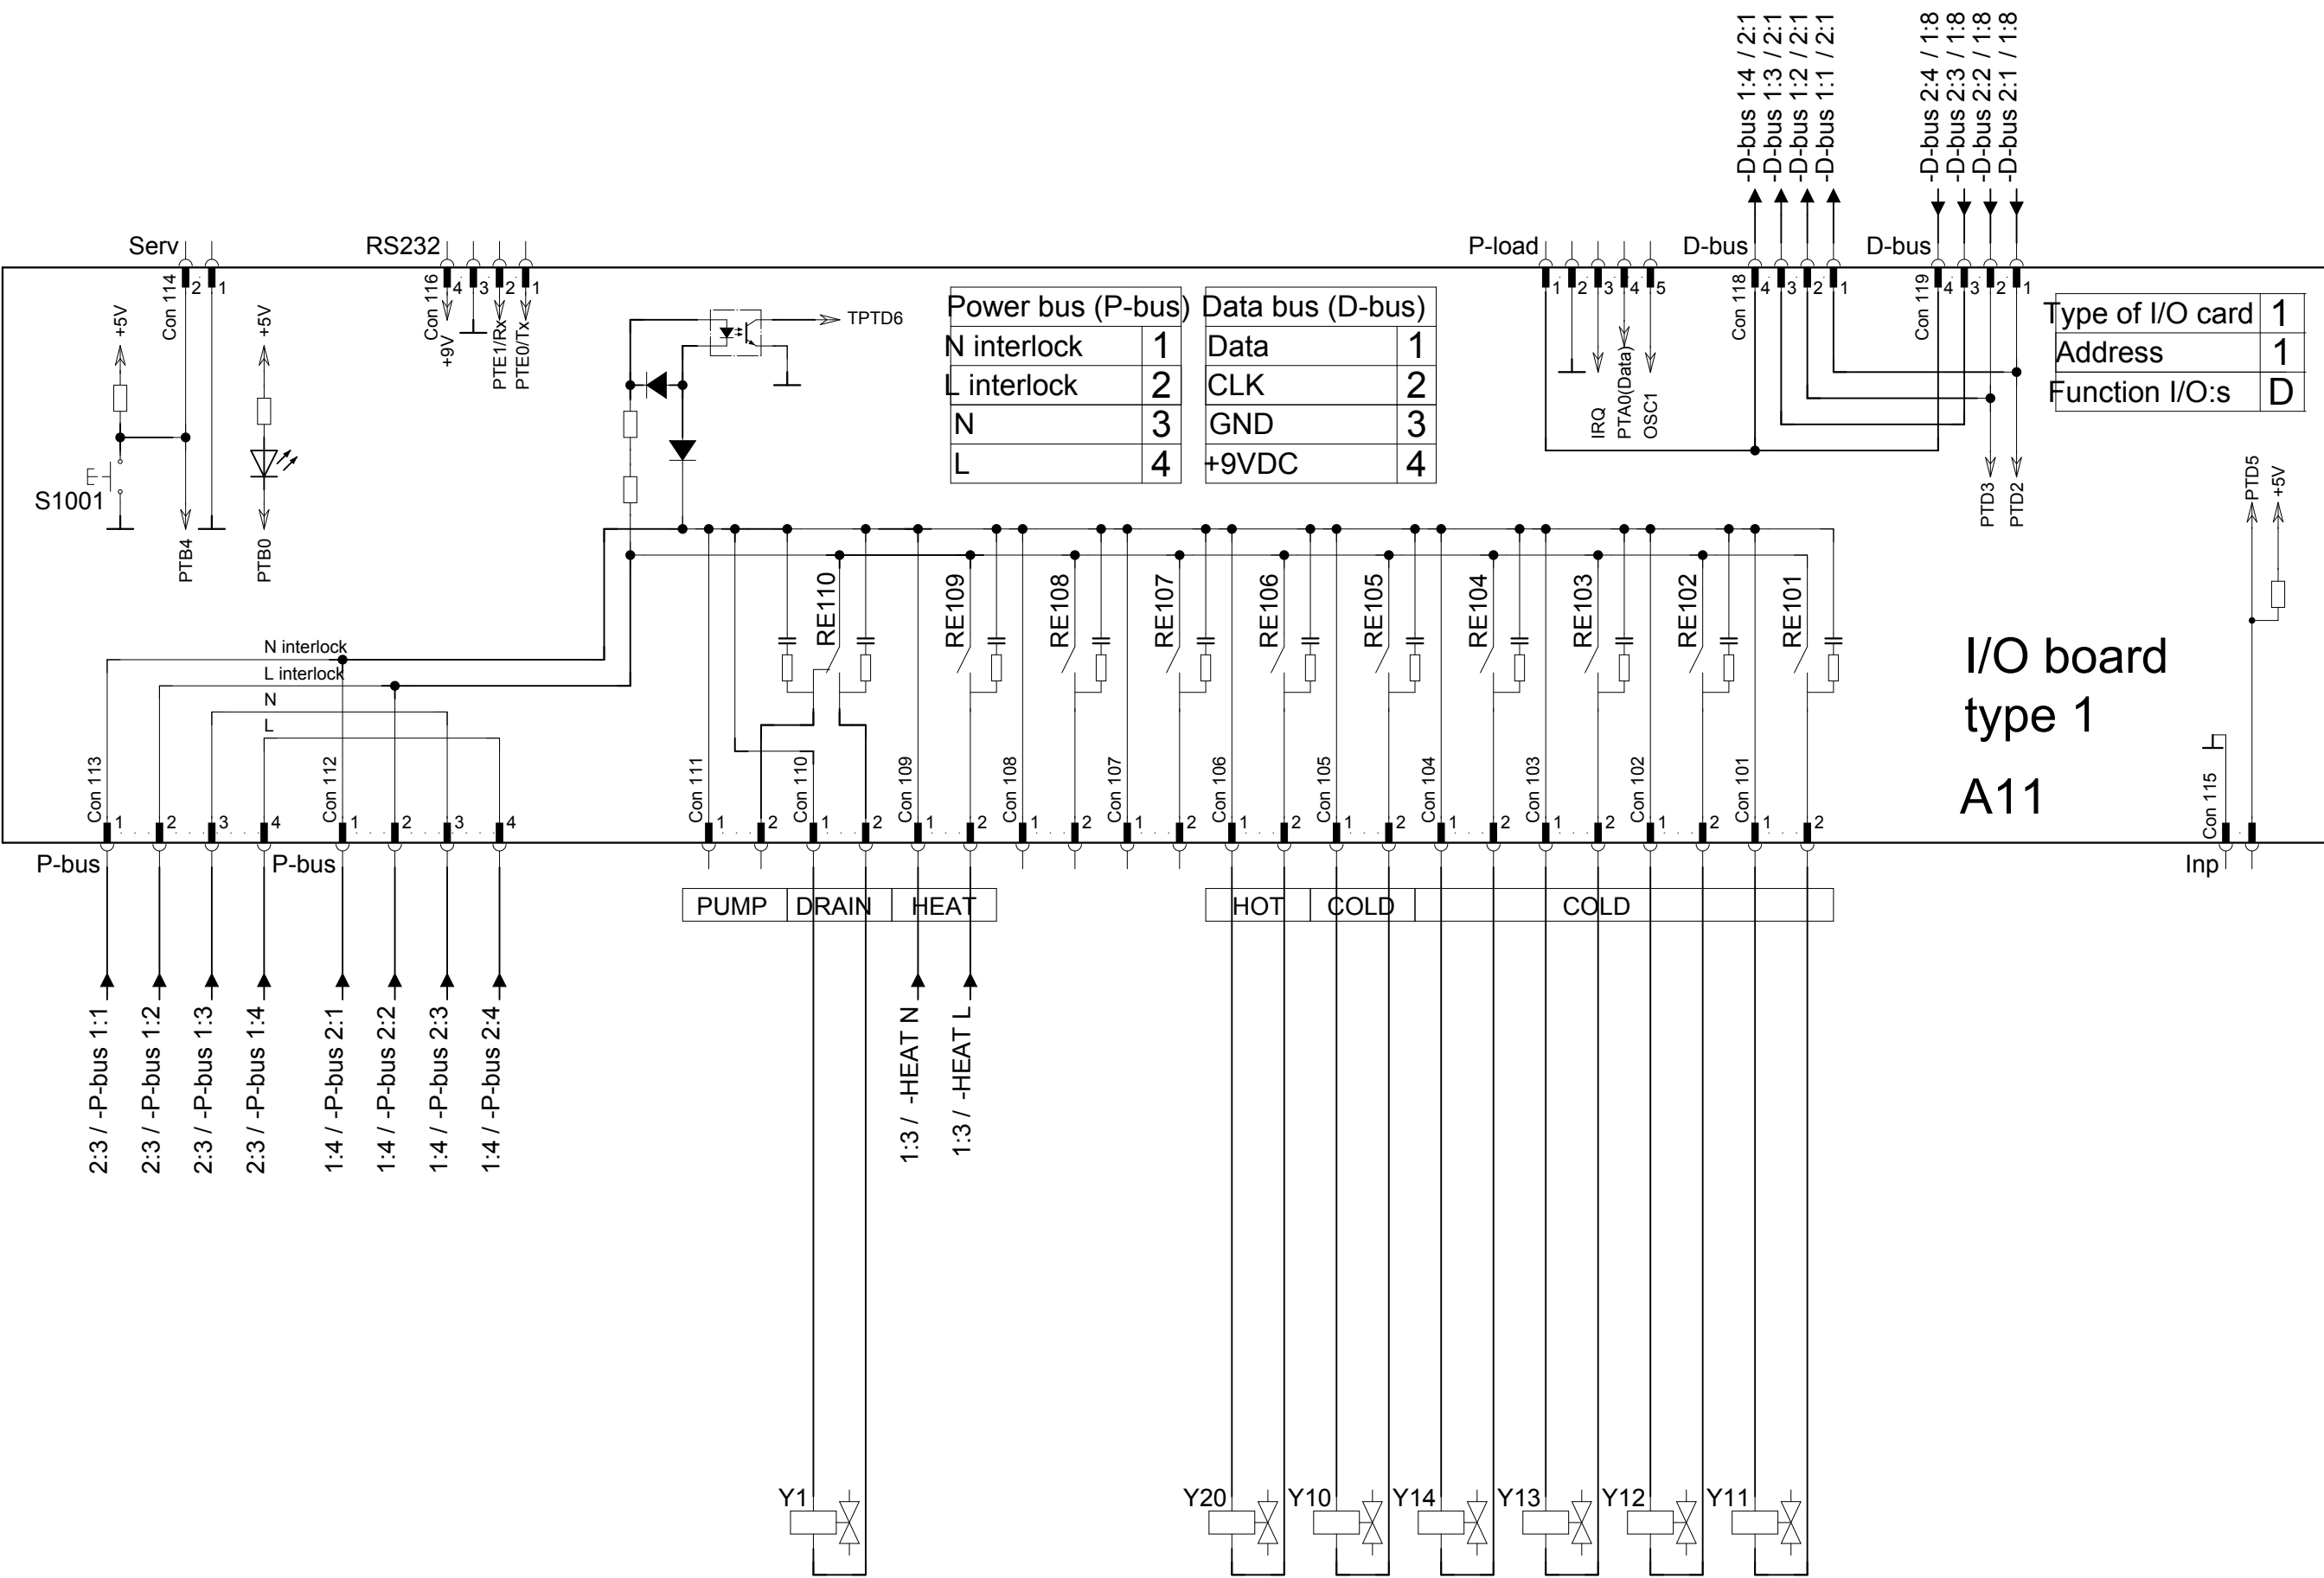 -D-bus 1:4 / 2:1
-D-bus 1:3 / 2:1
-D-bus 1:2 / 2:1
-D-bus 1:1 / 2:1
-D-bus 2:4 / 1:8
-D-bus 2:3 / 1:8
-D-bus 2:2 / 1:8
-D-bus 2:1 / 1:8
Serv
RS232
P-load
D-bus
D-bus
Con 114
2
1
Con 116
4
3
2
1
1
2
3
4
5
Con 118
4
3
2
1
Con 119
4
3
2
1
+5V
+5V
+9V
PTE1/Rx
PTE0/Tx
TPTD6
Power bus (P-bus)
N interlock 1
L interlock 2
N 3
L 4
Data bus (D-bus)
Data 1
CLK 2
GND 3
+9VDC 4
IRQ
PTA0(Data)
OSC1
Type of I/O card 1
Address 1
Function I/O:s D
S1001
PTB4
PTB0
PTD3
PTD2
PTD5
+5V
RE110
RE109
RE108
RE107
RE106
RE105
RE104
RE103
RE102
RE101
N interlock
L interlock
N
L
I/O board
type 1
A11
Con 113
1
2
3
4
Con 112
1
2
3
4
Con 111
1
2
Con 110
1
2
Con 109
1
2
Con 108
1
2
Con 107
1
2
Con 106
1
2
Con 105
1
2
Con 104
1
2
Con 103
1
2
Con 102
1
2
Con 101
1
2
Con 115
P-bus
P-bus
Inp
PUMP
DRAIN
HEAT
HOT
COLD
COLD
2:3 / -P-bus 1:1
2:3 / -P-bus 1:2
2:3 / -P-bus 1:3
2:3 / -P-bus 1:4
1:4 / -P-bus 2:1
1:4 / -P-bus 2:2
1:4 / -P-bus 2:3
1:4 / -P-bus 2:4
1:3 / -HEAT N
1:3 / -HEAT L
Y1
Y20
Y10
Y14
Y13
Y12
Y11